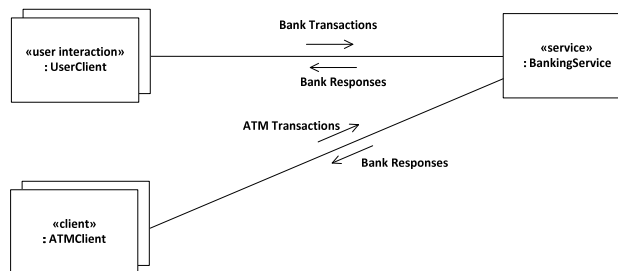 Bank Transactions
«user interaction»
: UserClient
«service»
: BankingService
Bank Responses
ATM Transactions
Bank Responses
«client»
: ATMClient